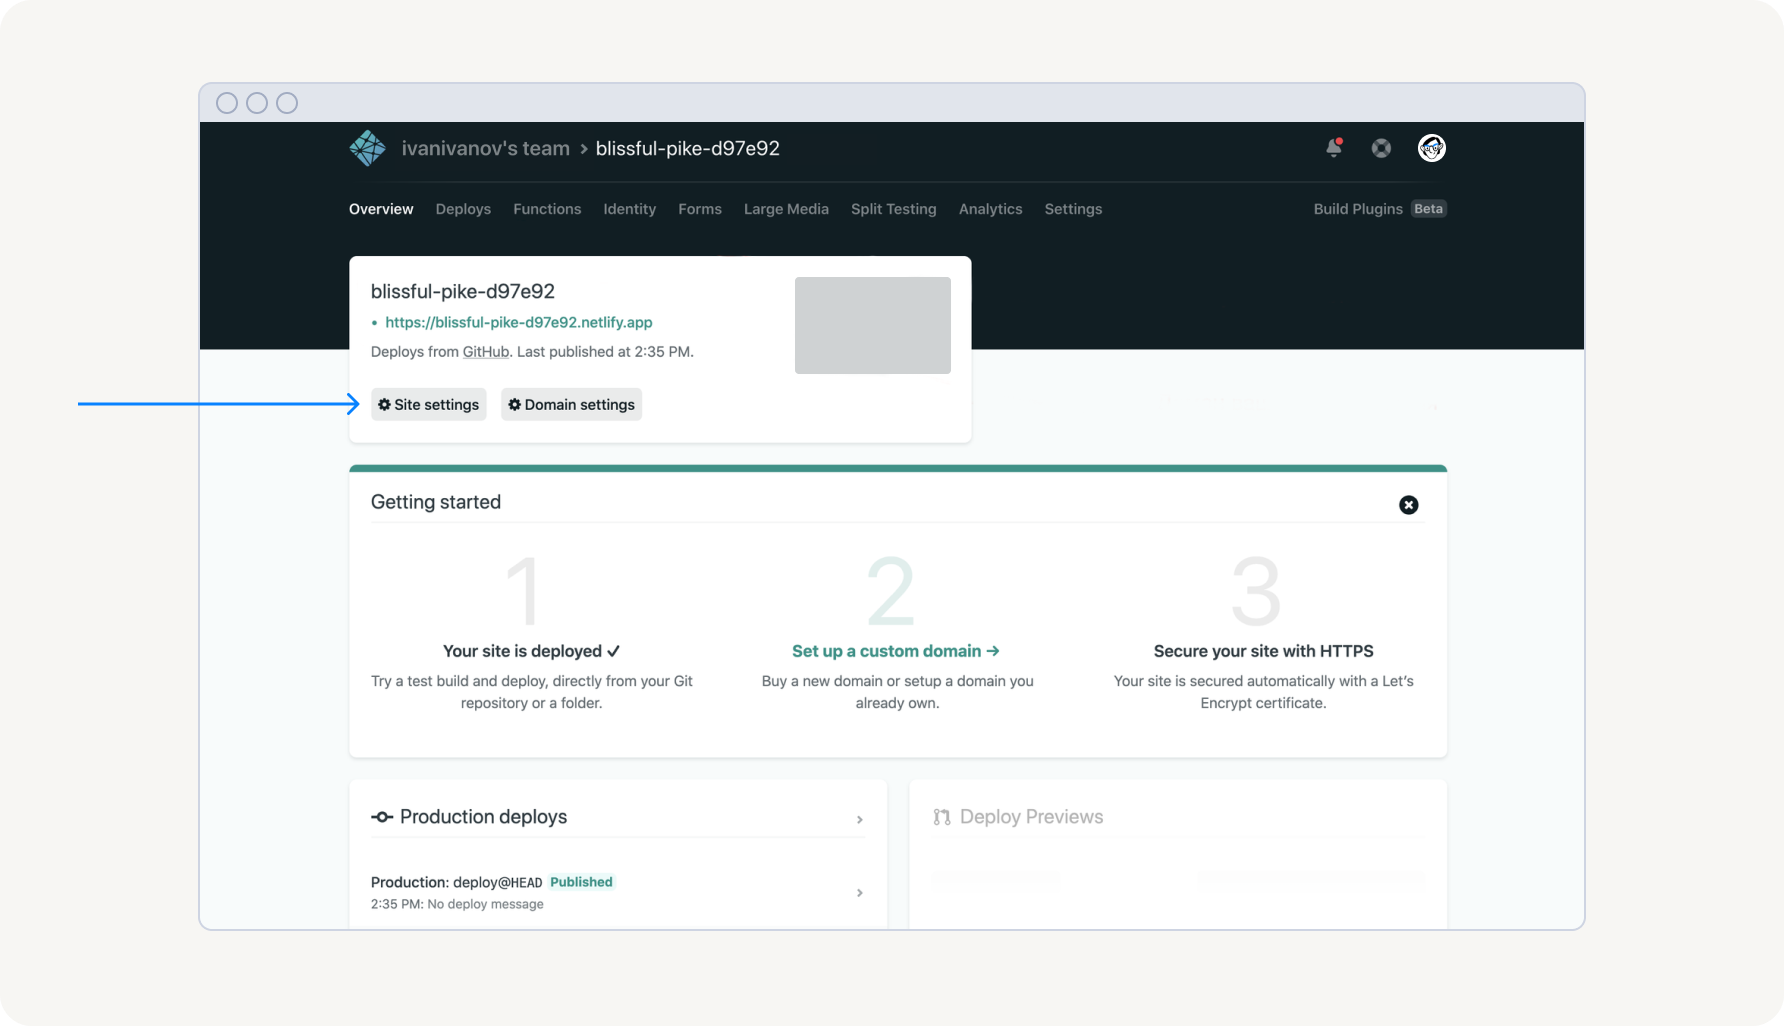 ivanivanov's team > blissful-pike-d97e92
Overview Deploys Functions Identity Forms Large Media Split Testing Analytics Settings Build Plugins Beta
blissful-pike-d97e92
• https://blissful-pike-d97e92.netlify.app
Deploys from GitHub. Last published at 2:35 PM.
Site settings Domain settings
Getting started
1
Your site is deployed ✓
Try a test build and deploy, directly from your Git
repository or a folder.
2
Set up a custom domain →
Buy a new domain or setup a domain you
already own.
3
Secure your site with HTTPS
Your site is secured automatically with a Let’s
Encrypt certificate.
Production deploys
Production: deploy@HEAD Published
2:35 PM: No deploy message
Deploy Previews